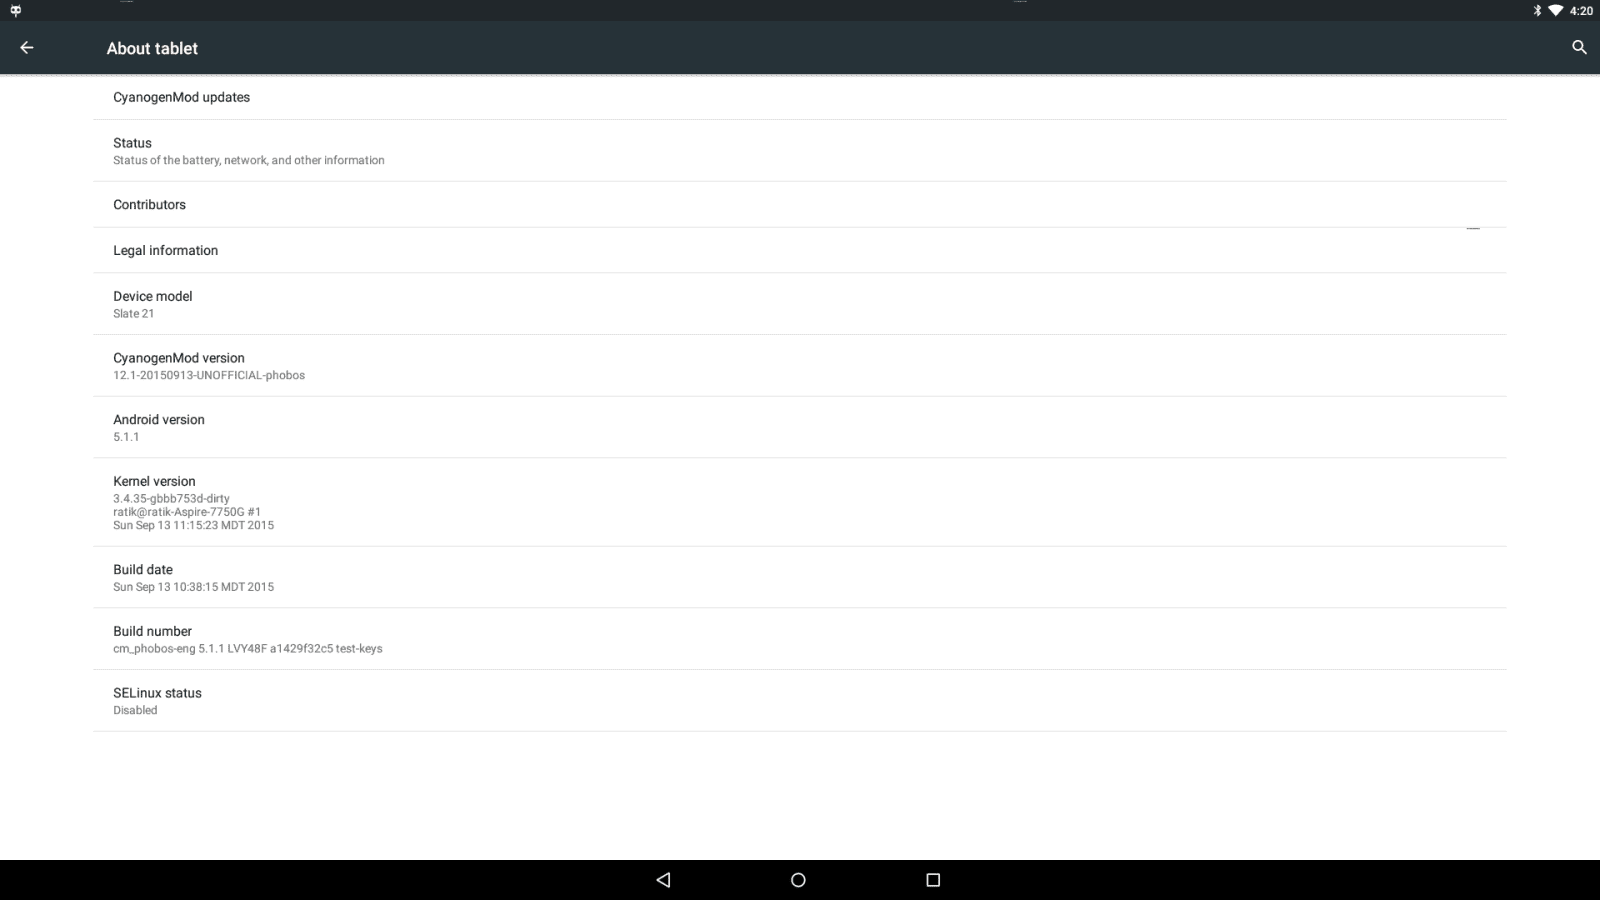 4:20
About tablet
CyanogenMod updates
Status
Status of the battery, network, and other information
Contributors
Legal information
Device model
Slate 21
CyanogenMod version
12.1-20150913-UNOFFICIAL-phobos
Android version
5.1.1
Kernel version
3.4.35-gbbb753d-dirty
ratik@ratik-Aspire-7750G #1
Sun Sep 13 11:15:23 MDT 2015
Build date
Sun Sep 13 10:38:15 MDT 2015
Build number
cm_phobos-eng 5.1.1 LVY48F a1429f32c5 test-keys
SELinux status
Disabled